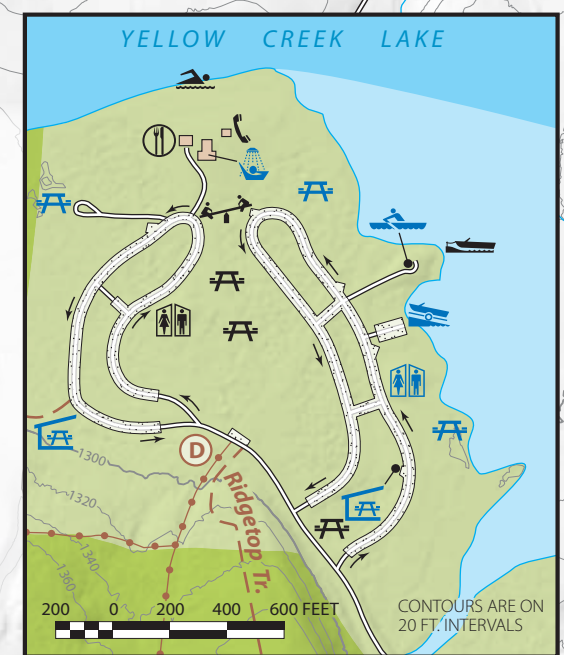 YELLOW CREEK LAKE
D
1300
1320
1340
1360
Ridgetop Tr.
200 0 200 400 600 FEET
CONTOURS ARE ON
20 FT. INTERVALS